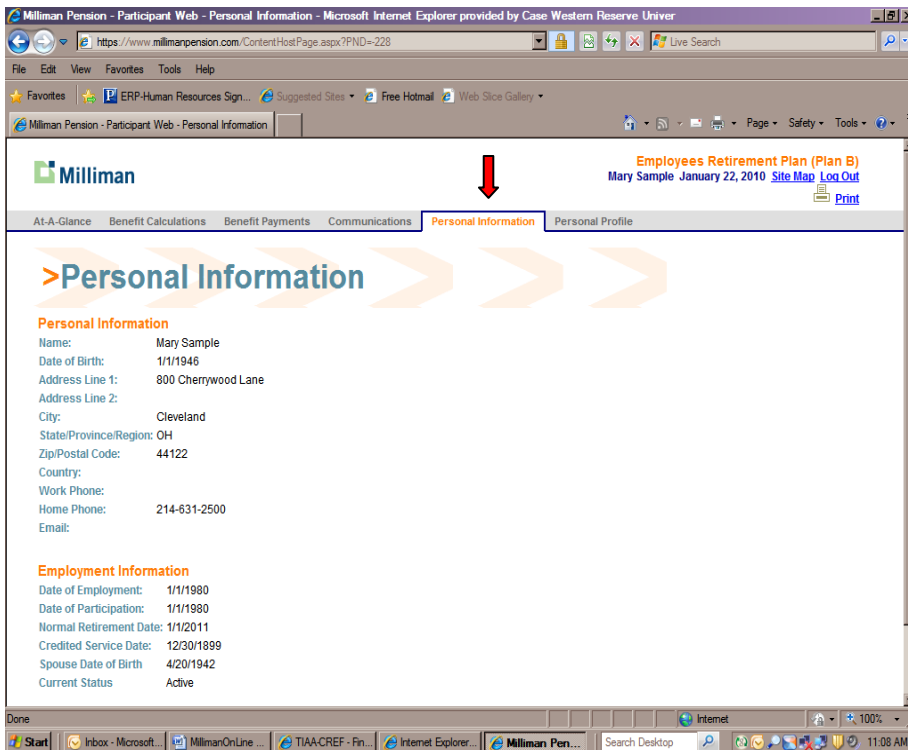 Milliman Pension - Participant Web - Personal Information - Microsoft Internet Explorer provided by Case Western Reserve Univer
https://www.milimanpension.com/ContentHostPage.aspx?PND=-228
Live Search
File Edit View Favorites Tools Help
Favorites ERP-Human Resources Sign... Suggested Sites Free Hotmail Web Slice Gallery
Milliman Pension - Participant Web - Personal Information
Page Safety Tools
Milliman
Employees Retirement Plan (Plan B)
Mary Sample January 22, 2010 Site Map Log Out
Print
At-A-Glance Benefit Calculations Benefit Payments Communications Personal Information Personal Profile
>Personal Information
Personal Information
Name: Mary Sample
Date of Birth: 1/1/1946
Address Line 1: 800 Cherrywood Lane
Address Line 2:
City: Cleveland
State/Province/Region: OH
Zip/Postal Code: 44122
Country:
Work Phone:
Home Phone: 214-631-2500
Email:
Employment Information
Date of Employment: 1/1/1980
Date of Participation: 1/1/1980
Normal Retirement Date: 1/1/2011
Credited Service Date: 12/30/1899
Spouse Date of Birth 4/20/1942
Current Status Active
Done Internet 100%
Start Inbox - Microsoft... MillimanOnLine ... TIAA-CREF - Fin... Internet Explorer... Milliman Pen... Search Desktop 11:08 AM